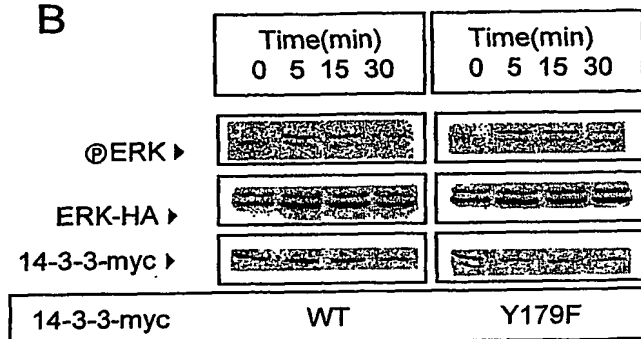 B
Time(min) Time(min)
0 5 15 30 0 5 15 30
ⓅERK ▸
ERK-HA ▸
14-3-3-myc ▸
14-3-3-myc WT Y179F